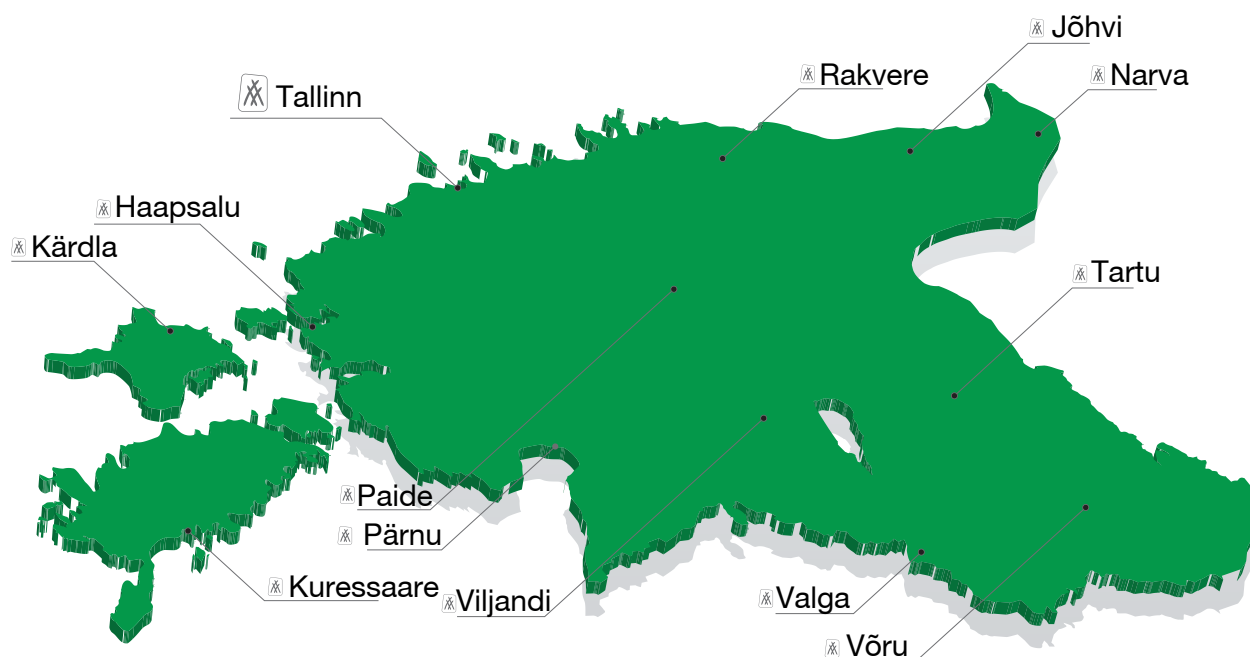 Jõhvi
Rakvere
Narva
Tallinn
Haapsalu
Kärdla
Tartu
Paide
Pärnu
Kuressaare
Viljandi
Valga
Võru